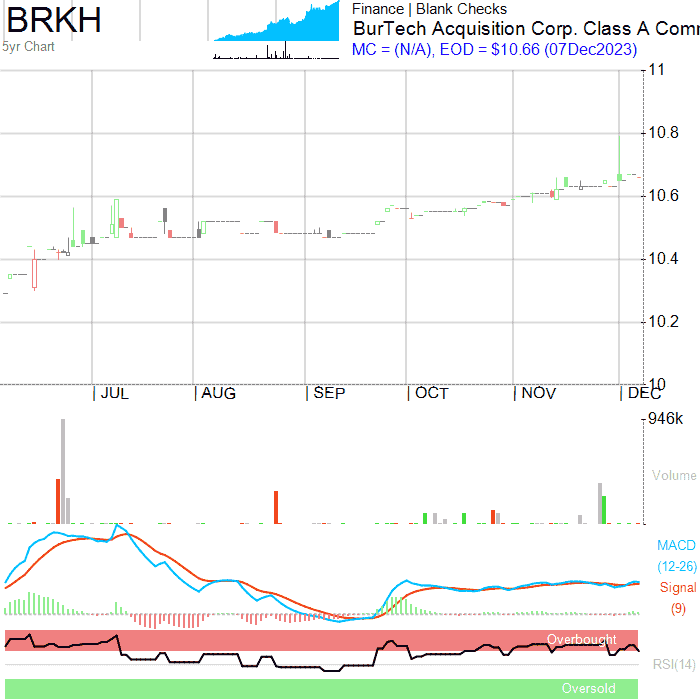 BRKH
5yr Chart
Finance | Blank Checks
BurTech Acquisition Corp. Class A Comm
MC = (N/A), EOD = $10.66 (07Dec2023)
11
10.8
10.6
10.4
10.2
10
JUL
AUG
SEP
OCT
NOV
DEC
946k
Volume
MACD
(12-26)
Signal
(9)
Overbought
RSI(14)
Oversold